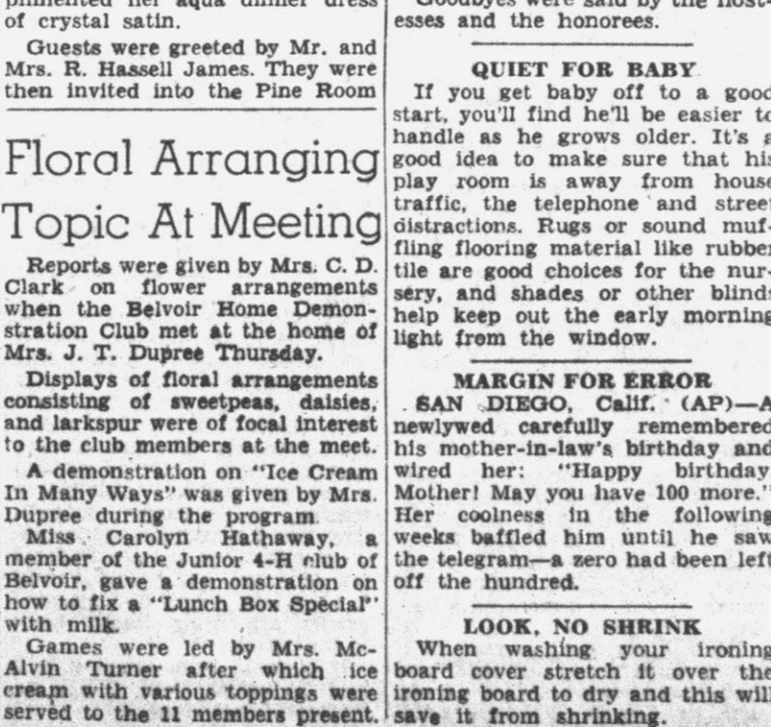 of crystal satin.
Guests were greeted by Mr. and
Mrs. R. Hassell James. They were
then invited into the Pine Room
Floral Arranging
Topic At Meeting
Reports were given by Mrs. C. D.
Clark on flower arrangements
when the Belvoir Home Demon-
stration Club met at the home of
Mrs. J. T. Dupree Thursday.
Displays of floral arrangements
consisting of sweetpeas, daisies,
and larkspur were of focal interest
to the club members at the meet.
A demonstration on "Ice Cream
In Many Ways" was given by Mrs.
Dupree during the program.
Miss Carolyn Hathaway, a
member of the Junior 4-H club of
Belvoir, gave a demonstration on
how to fix a "Lunch Box Special"
with milk.
Games were led by Mrs. Mc-
Alvin Turner after which ice
cream with various toppings were
served to the 11 members present.
Goodbyes were said by the host-
esses and the honorees.
QUIET FOR BABY
If you get baby off to a good
start, you'll find he'll be easier to
handle as he grows older. It's a
good idea to make sure that his
play room is away from house
traffic, the telephone and street
distractions. Rugs or sound muf-
fling flooring material like rubber
tile are good choices for the nur-
sery, and shades or other blinds
help keep out the early morning
light from the window.
MARGIN FOR ERROR
SAN DIEGO, Calif. (AP)—A
newlywed carefully remembered
his mother-in-law's birthday and
wired her: "Happy birthday
Mother! May you have 100 more."
Her coolness in the following
weeks baffled him until he saw
the telegram—a zero had been left
off the hundred.
LOOK, NO SHRINK
When washing your ironing
board cover stretch it over the
ironing board to dry and this will
save it from shrinking.